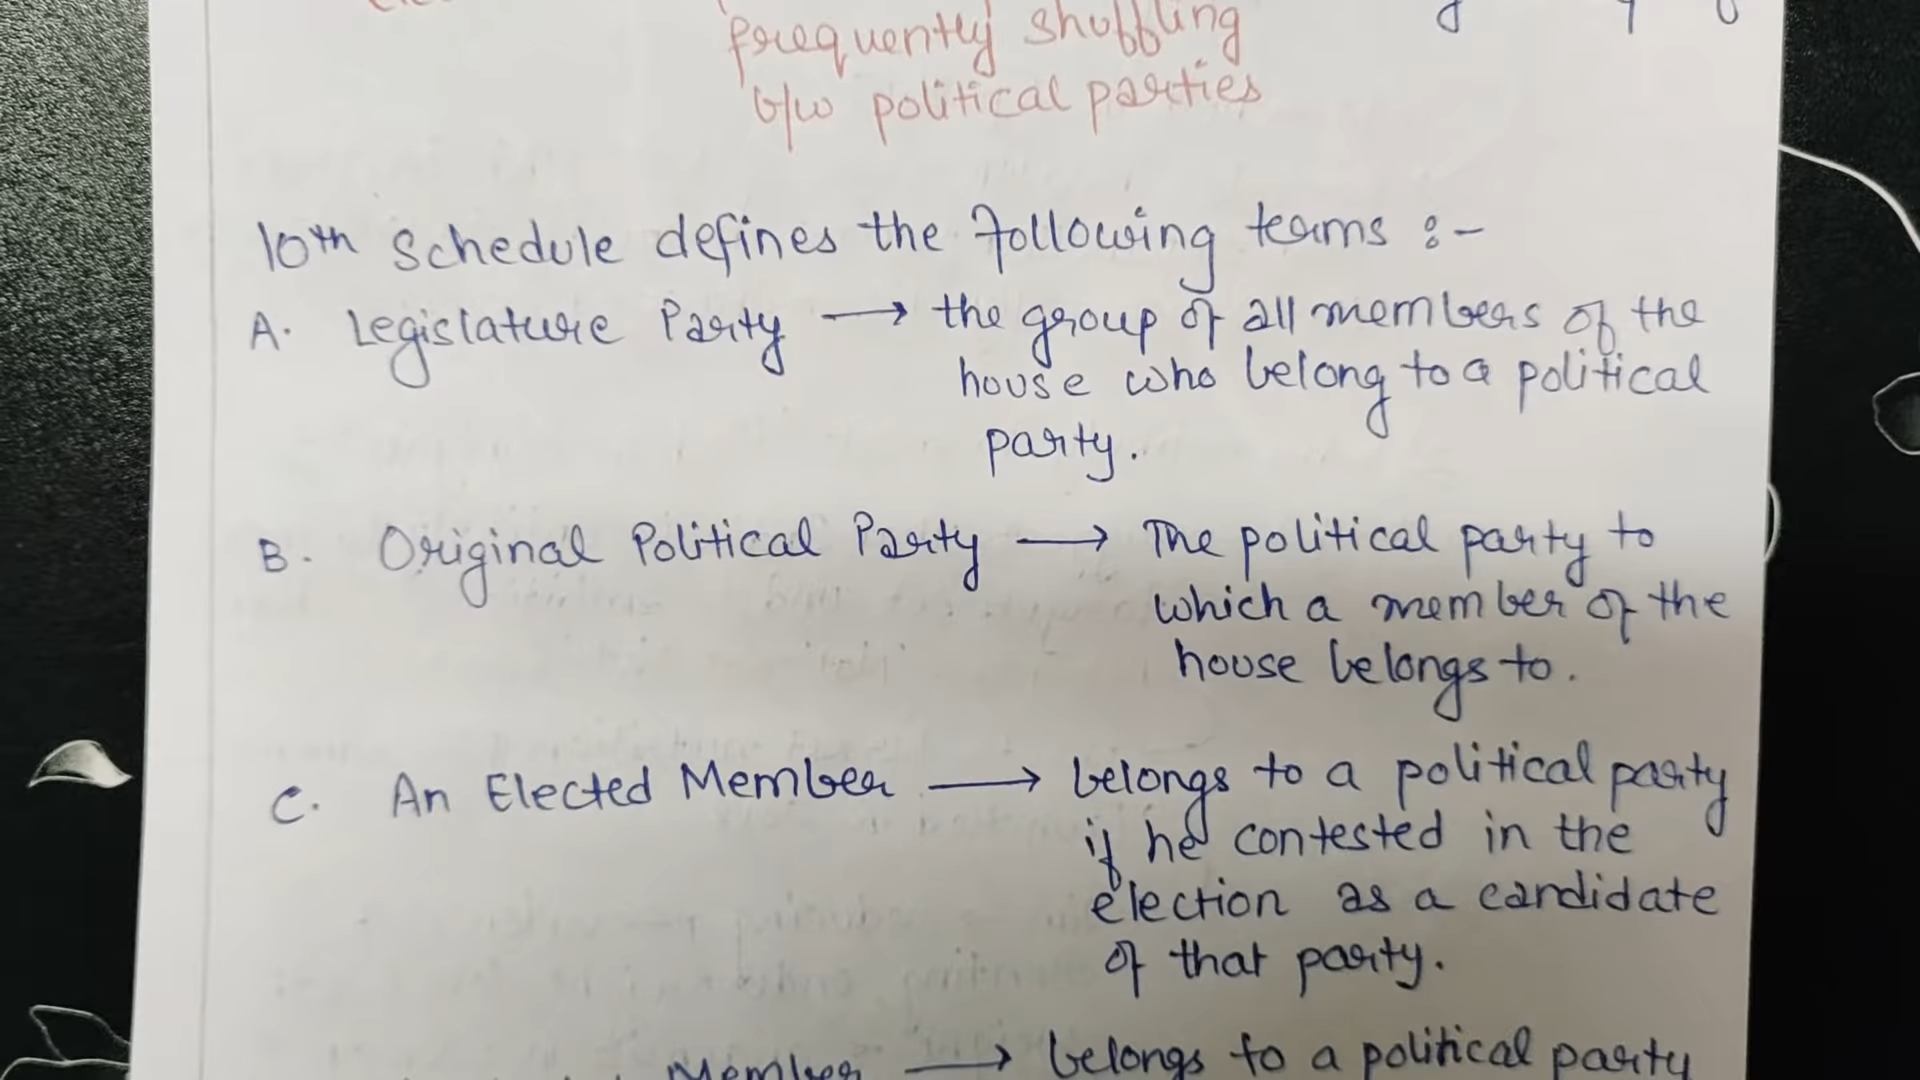 frequently shuffling
b/w political parties
10th Schedule defines the following terms :-
A. Legislature Party → the group of all members of the
house who belong to a political
party.
B. Original Political Party → The political party to
which a member of the
house belongs to.
C. An Elected Member → belongs to a political party
if he contested in the
election as a candidate
of that party.
Member → belongs to a political party